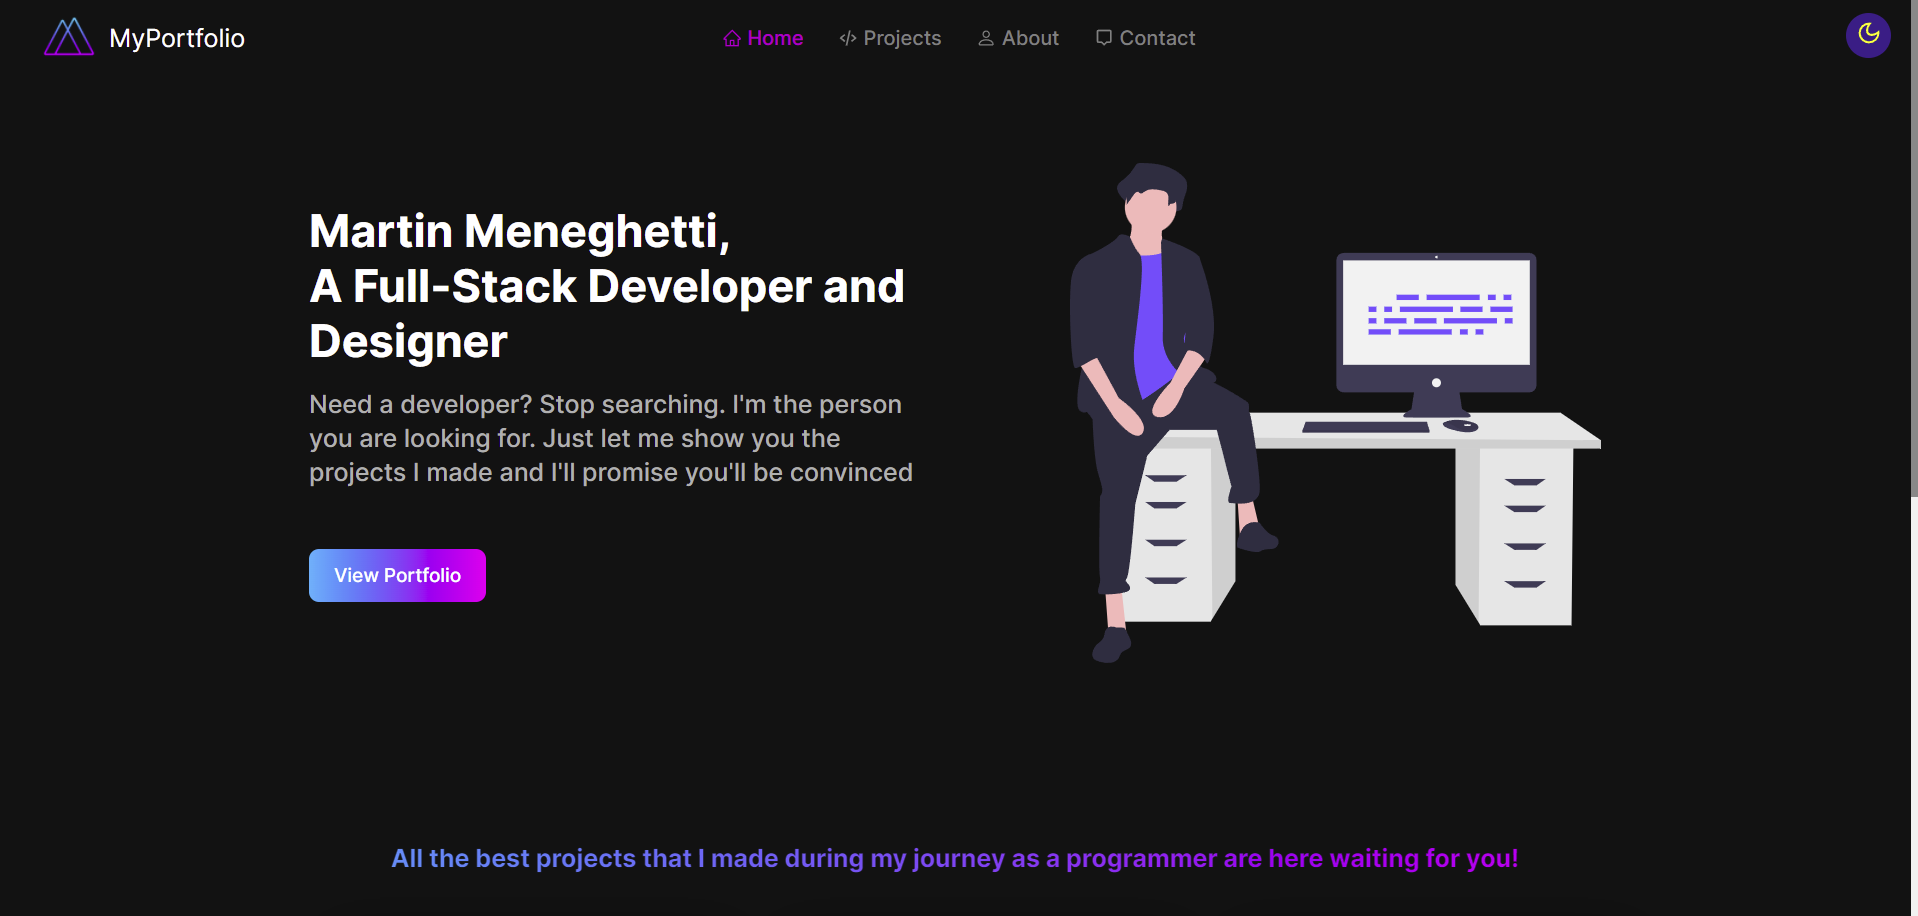 MyPortfolio
Home
Projects
About
Contact
Martin Meneghetti,
A Full-Stack Developer and
Designer
Need a developer? Stop searching. I'm the person
you are looking for. Just let me show you the
projects I made and I'll promise you'll be convinced
View Portfolio
All the best projects that I made during my journey as a programmer are here waiting for you!